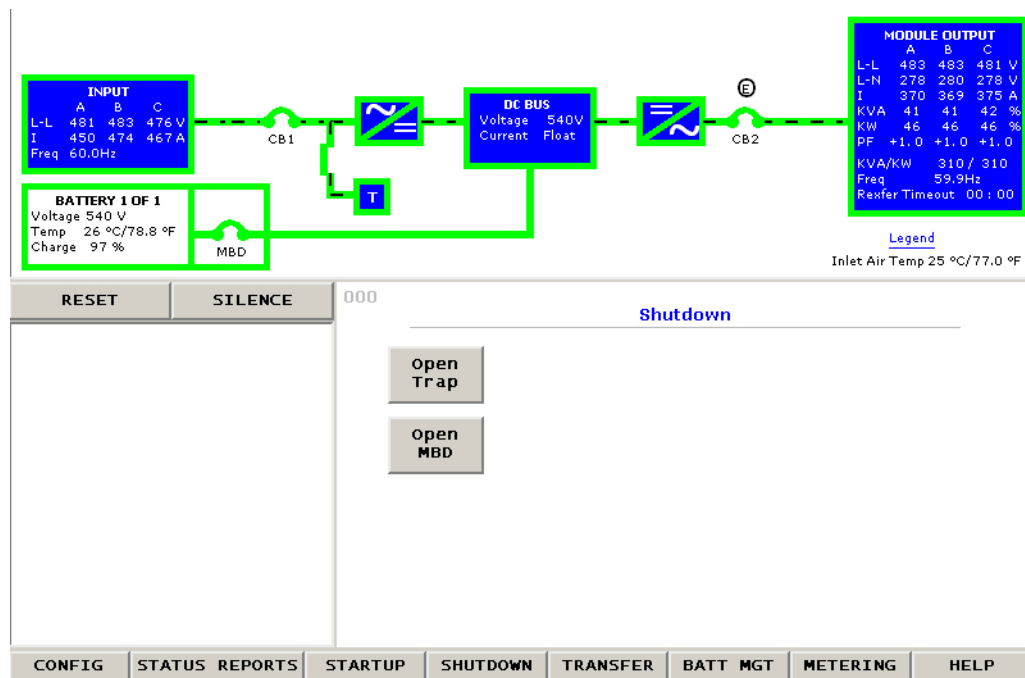 INPUT
A B C
L-L 481 483 476 V
I 450 474 467 A
Freq 60.0Hz
CB1
DC BUS
Voltage 540V
Current Float
E
CB2
MODULE OUTPUT
A B C
L-L 483 483 481 V
L-N 278 280 278 V
I 370 369 375 A
KVA 41 41 42 %
KW 46 46 46 %
PF +1.0 +1.0 +1.0
KVA/KW 310 / 310
Freq 59.9Hz
Rexfer Timeout 00 : 00
BATTERY 1 OF 1
Voltage 540 V
Temp 26 ºC/78.8 ºF
Charge 97 %
MBD
T
Legend
Inlet Air Temp 25 ºC/77.0 ºF
RESET SILENCE
000
Shutdown
Open
Trap
Open
MBD
CONFIG STATUS REPORTS STARTUP SHUTDOWN TRANSFER BATT MGT METERING HELP